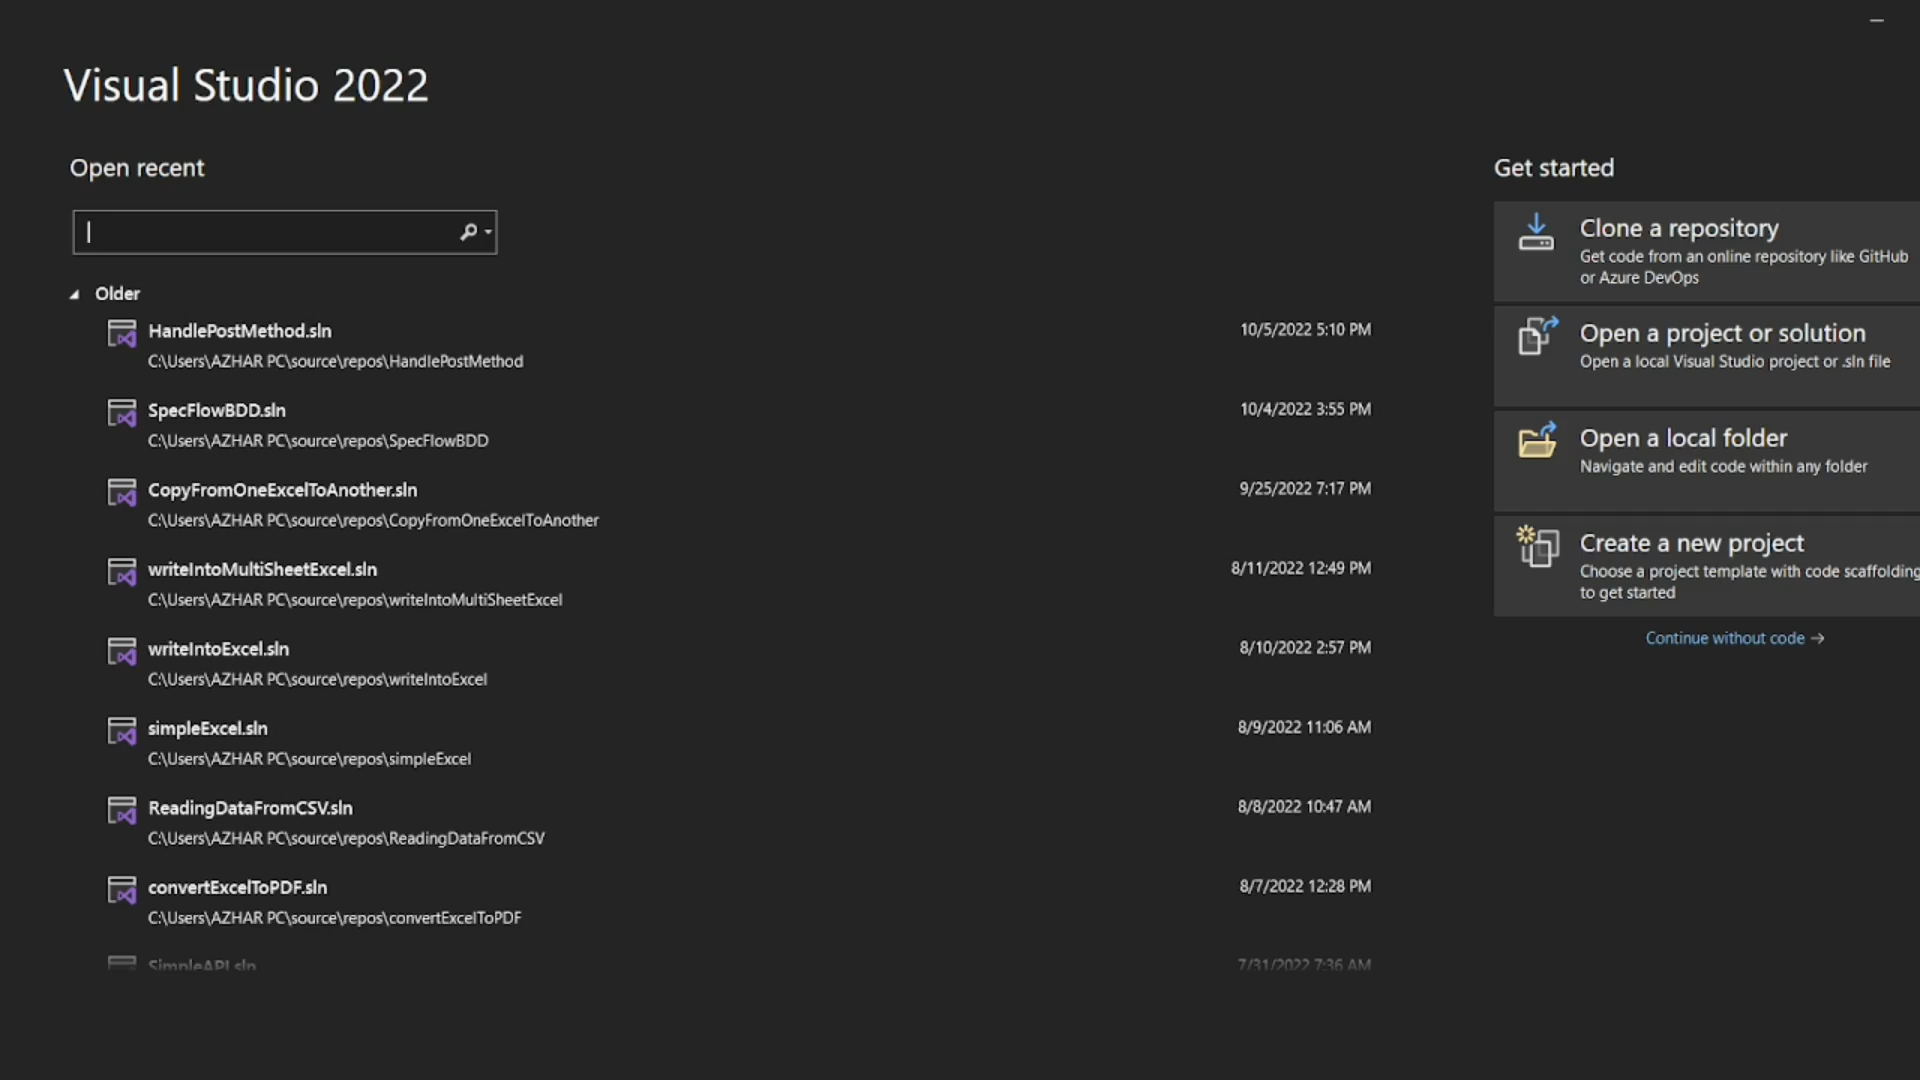 Visual Studio 2022
Open recent
Older
HandlePostMethod.sln
10/5/2022 5:10 PM
C:\Users\AZHAR PC\source\repos\HandlePostMethod
SpecFlowBDD.sln
10/4/2022 3:55 PM
C:\Users\AZHAR PC\source\repos\SpecFlowBDD
CopyFromOneExcelToAnother.sln
9/25/2022 7:17 PM
C:\Users\AZHAR PC\source\repos\CopyFromOneExcelToAnother
writeIntoMultiSheetExcel.sln
8/11/2022 12:49 PM
C:\Users\AZHAR PC\source\repos\writeIntoMultiSheetExcel
writeIntoExcel.sln
8/10/2022 2:57 PM
C:\Users\AZHAR PC\source\repos\writeIntoExcel
simpleExcel.sln
8/9/2022 11:06 AM
C:\Users\AZHAR PC\source\repos\simpleExcel
ReadingDataFromCSV.sln
8/8/2022 10:47 AM
C:\Users\AZHAR PC\source\repos\ReadingDataFromCSV
convertExcelToPDF.sln
8/7/2022 12:28 PM
C:\Users\AZHAR PC\source\repos\convertExcelToPDF
SimpleAPI.sln
7/31/2022 7:36 AM
Get started
Clone a repository
Get code from an online repository like GitHub
or Azure DevOps
Open a project or solution
Open a local Visual Studio project or .sln file
Open a local folder
Navigate and edit code within any folder
Create a new project
Choose a project template with code scaffolding
to get started
Continue without code →